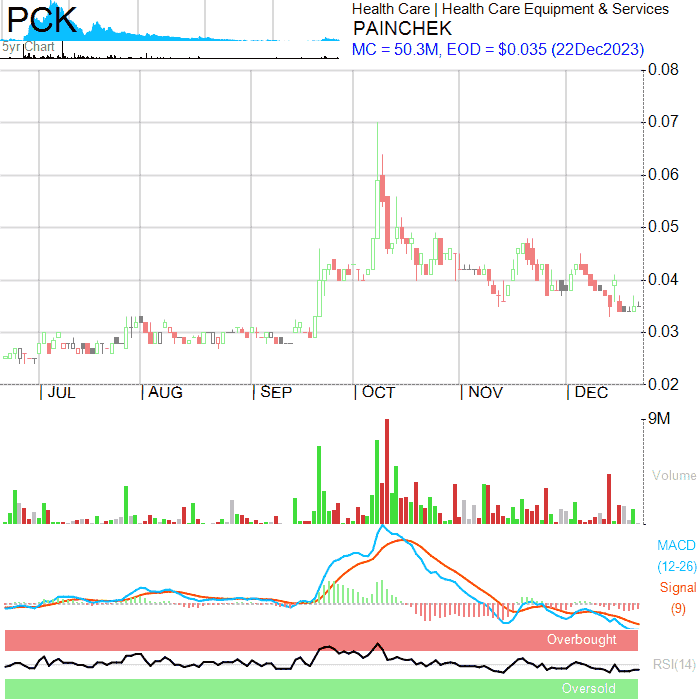 PCK
5yr Chart
Health Care | Health Care Equipment & Services
PAINCHEK
MC = 50.3M, EOD = $0.035 (22Dec2023)
0.08
0.07
0.06
0.05
0.04
0.03
0.02
| JUL | AUG | SEP | OCT | NOV | DEC
9M
Volume
MACD
(12-26)
Signal
(9)
Overbought
RSI(14)
Oversold